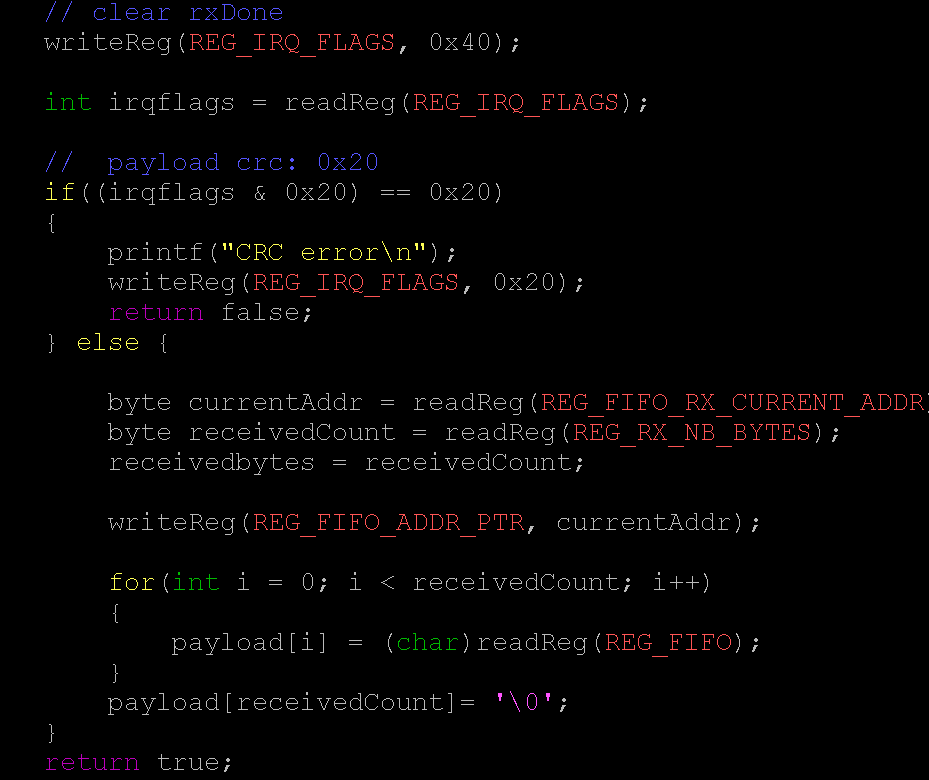 // clear rxDone
writeReg(REG_IRQ_FLAGS, 0x40);
int irqflags = readReg(REG_IRQ_FLAGS);
//  payload crc: 0x20
if((irqflags & 0x20) == 0x20)
{
printf("CRC error\n");
writeReg(REG_IRQ_FLAGS, 0x20);
return false;
} else {
byte currentAddr = readReg(REG_FIFO_RX_CURRENT_ADDR)
byte receivedCount = readReg(REG_RX_NB_BYTES);
receivedbytes = receivedCount;
writeReg(REG_FIFO_ADDR_PTR, currentAddr);
for(int i = 0; i < receivedCount; i++)
{
payload[i] = (char)readReg(REG_FIFO);
}
payload[receivedCount]= '\0';
}
return true;